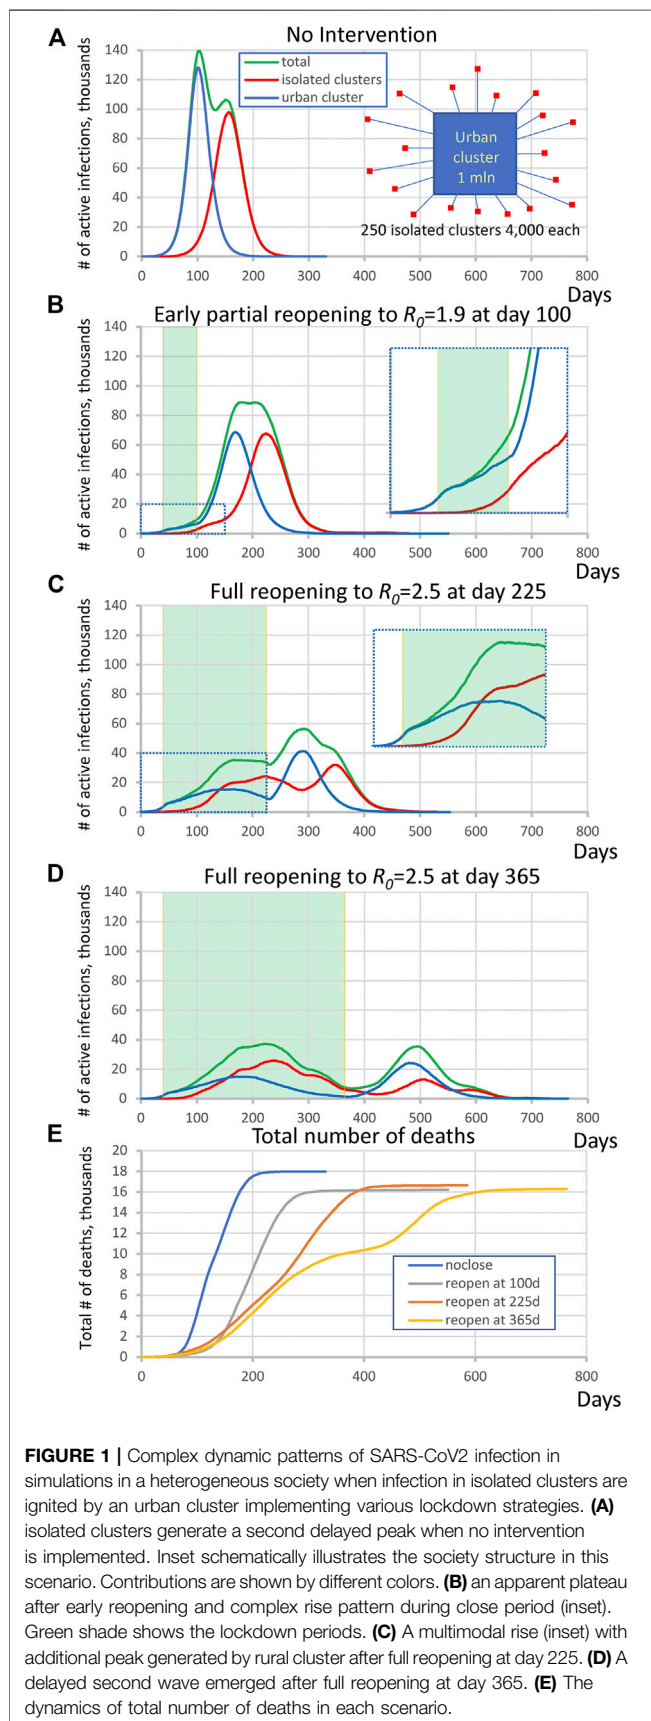 A
No Intervention
# of active infections, thousands
140
120
100
80
60
40
20
0
total
isolated clusters
urban cluster
Urban
cluster
1 mln
250 isolated clusters 4,000 each
0 100 200 300 400 500 600 700 800
Days
B
Early partial reopening to R0=1.9 at day 100
# of active infections, thousands
140
120
100
80
60
40
20
0
0 100 200 300 400 500 600 700 800
Days
C
Full reopening to R0=2.5 at day 225
# of active infections, thousands
140
120
100
80
60
40
20
0
0 100 200 300 400 500 600 700 800
D
Full reopening to R0=2.5 at day 365
# of active infections, thousands
140
120
100
80
60
40
20
0
0 100 200 300 400 500 600 700 800
Days
E
Total number of deaths
Total # of deaths, thousands
20
18
16
14
12
10
8
6
4
2
0
noclose
reopen at 100d
reopen at 225d
reopen at 365d
0 200 400 600 800
Days
FIGURE 1 | Complex dynamic patterns of SARS-CoV2 infection in
simulations in a heterogeneous society when infection in isolated clusters are
ignited by an urban cluster implementing various lockdown strategies. (A)
isolated clusters generate a second delayed peak when no intervention
is implemented. Inset schematically illustrates the society structure in this
scenario. Contributions are shown by different colors. (B) an apparent plateau
after early reopening and complex rise pattern during close period (inset).
Green shade shows the lockdown periods. (C) A multimodal rise (inset) with
additional peak generated by rural cluster after full reopening at day 225. (D) A
delayed second wave emerged after full reopening at day 365. (E) The
dynamics of total number of deaths in each scenario.